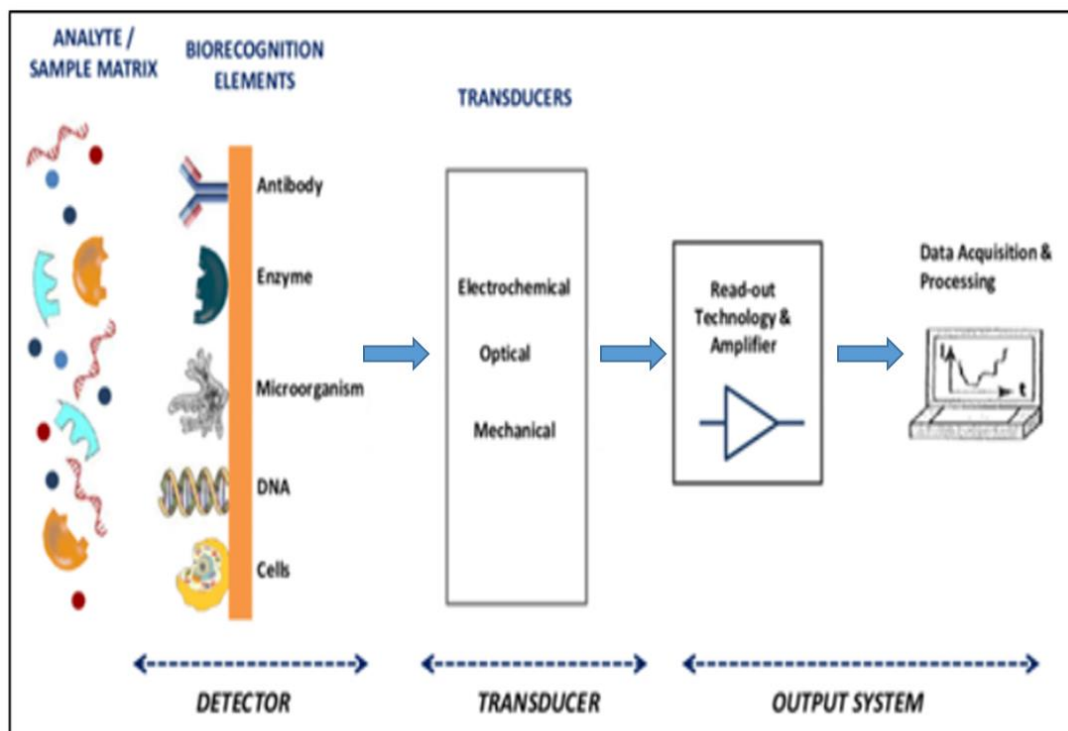 ANALYTE /
SAMPLE MATRIX
BIORECOGNITION
ELEMENTS
TRANSDUCERS
Antibody
Enzyme
Microorganism
DNA
Cells
Electrochemical
Optical
Mechanical
Read-out
Technology &
Amplifier
Data Acquisition &
Processing
I
t
DETECTOR
TRANSDUCER
OUTPUT SYSTEM